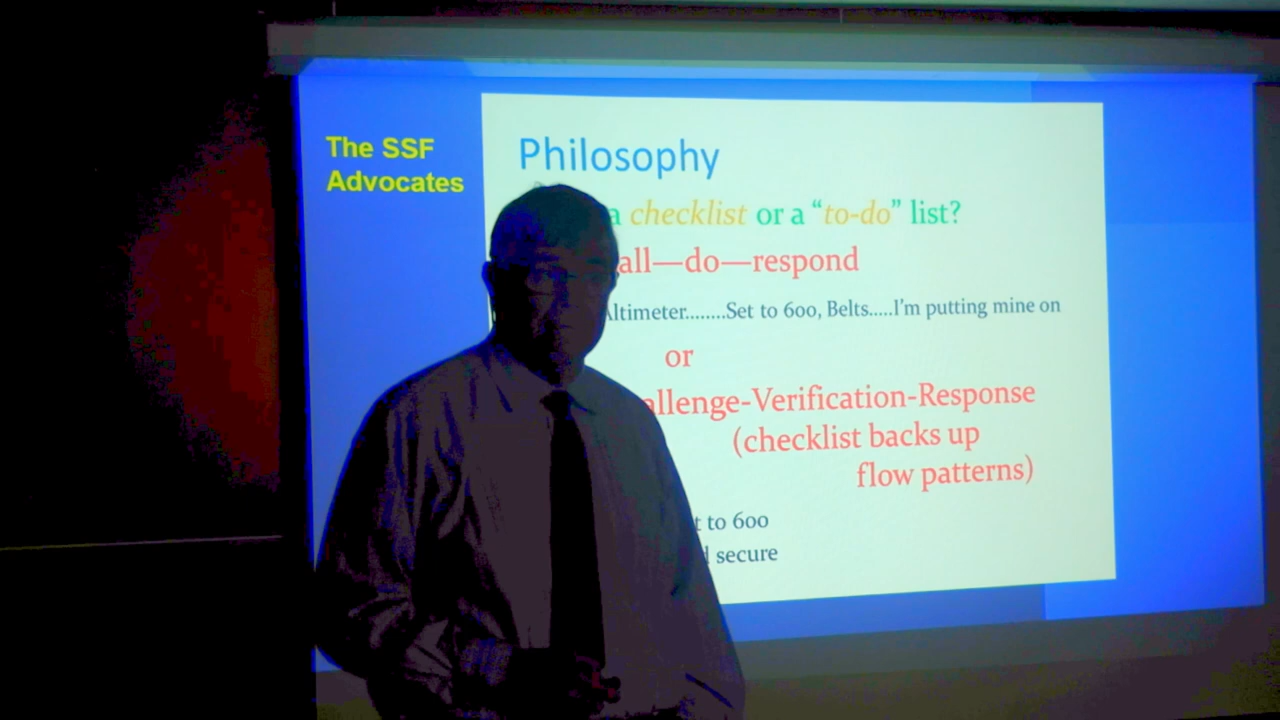 The SSF
Advocates
Philosophy
a checklist or a “to-do” list?
all—do—respond
Altimeter........Set to 600, Belts.....I'm putting mine on
or
allenge-Verification-Response
(checklist backs up
flow patterns)
t to 600
secure